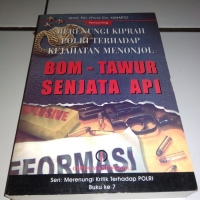 MERENUNGI KIPRAH
POLRI TERHADAP
KEJAHATAN MENONJOL
BOM - TAWUR
SENJATA API
EFORMASI
Seri: Merenungi Kritik Terhadap POLRI
Buku ke 7